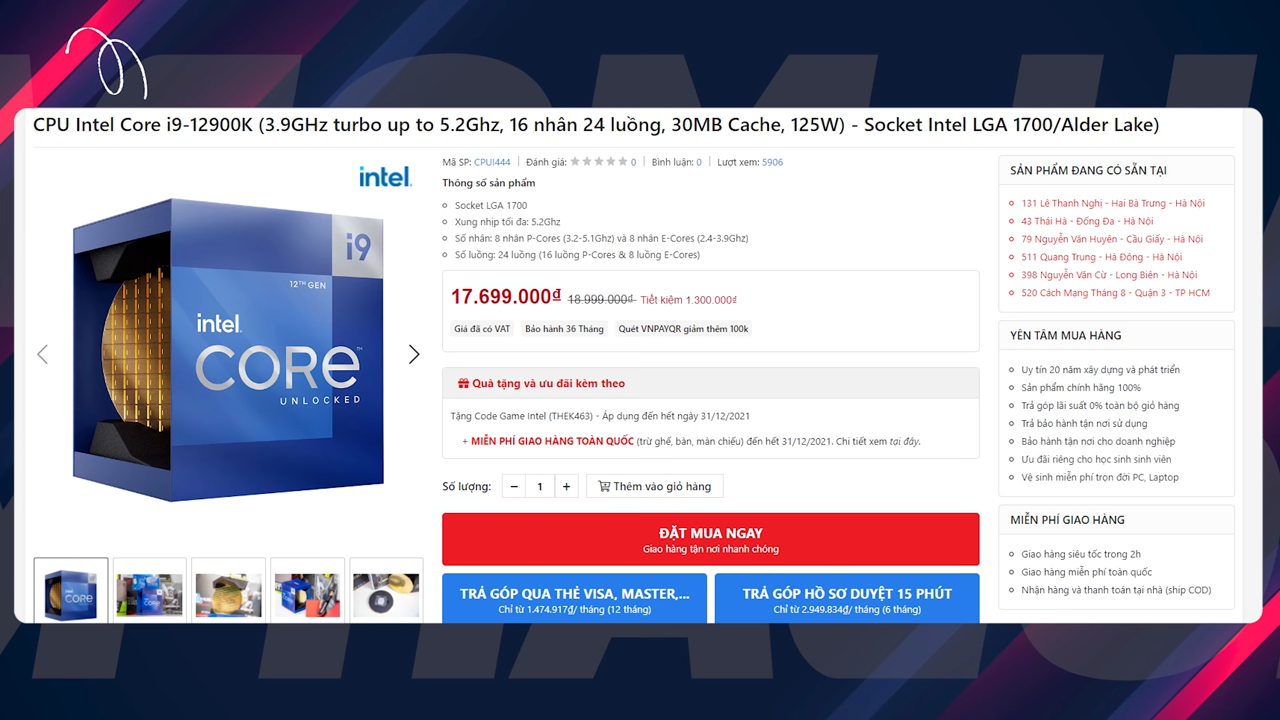 CPU Intel Core i9-12900K (3.9GHz turbo up to 5.2Ghz, 16 nhân 24 luồng, 30MB Cache, 125W) - Socket Intel LGA 1700/Alder Lake)
intel.
i9
12TH GEN
intel.
CORE™
UNLOCKED
Mã SP: CPUI444 | Đánh giá: ★★★★★ 0 | Bình luận: 0 | Lượt xem: 5906
Thông số sản phẩm
Socket LGA 1700
Xung nhịp tối đa: 5.2Ghz
Số nhân: 8 nhân P-Cores (3.2-5.1Ghz) và 8 nhân E-Cores (2.4-3.9Ghz)
Số luồng: 24 luồng (16 luồng P-Cores & 8 luồng E-Cores)
17.699.000₫ 18.999.000₫ Tiết kiệm 1.300.000₫
Giá đã có VAT Bảo hành 36 Tháng Quét VNPAYQR giảm thêm 100k
Quà tặng và ưu đãi kèm theo
Tặng Code Game Intel (THEK463) - Áp dụng đến hết ngày 31/12/2021
+ MIỄN PHÍ GIAO HÀNG TOÀN QUỐC (trừ ghế, bàn, màn chiếu) đến hết 31/12/2021. Chi tiết xem tại đây.
Số lượng: − 1 + Thêm vào giỏ hàng
ĐẶT MUA NGAY
Giao hàng tận nơi nhanh chóng
TRẢ GÓP QUA THẺ VISA, MASTER,...
Chỉ từ 1.474.917₫/ tháng (12 tháng)
TRẢ GÓP HỒ SƠ DUYỆT 15 PHÚT
Chỉ từ 2.949.834₫/ tháng (6 tháng)
SẢN PHẨM ĐANG CÓ SẴN TẠI
131 Lê Thanh Nghị - Hai Bà Trưng - Hà Nội
43 Thái Hà - Đống Đa - Hà Nội
79 Nguyễn Văn Huyên - Cầu Giấy - Hà Nội
511 Quang Trung - Hà Đông - Hà Nội
398 Nguyễn Văn Cừ - Long Biên - Hà Nội
520 Cách Mạng Tháng 8 - Quận 3 - TP HCM
YÊN TÂM MUA HÀNG
Uy tín 20 năm xây dựng và phát triển
Sản phẩm chính hãng 100%
Trả góp lãi suất 0% toàn bộ giỏ hàng
Trả bảo hành tận nơi sử dụng
Bảo hành tận nơi cho doanh nghiệp
Ưu đãi riêng cho học sinh sinh viên
Vệ sinh miễn phí trọn đời PC, Laptop
MIỄN PHÍ GIAO HÀNG
Giao hàng siêu tốc trong 2h
Giao hàng miễn phí toàn quốc
Nhận hàng và thanh toán tại nhà (ship COD)